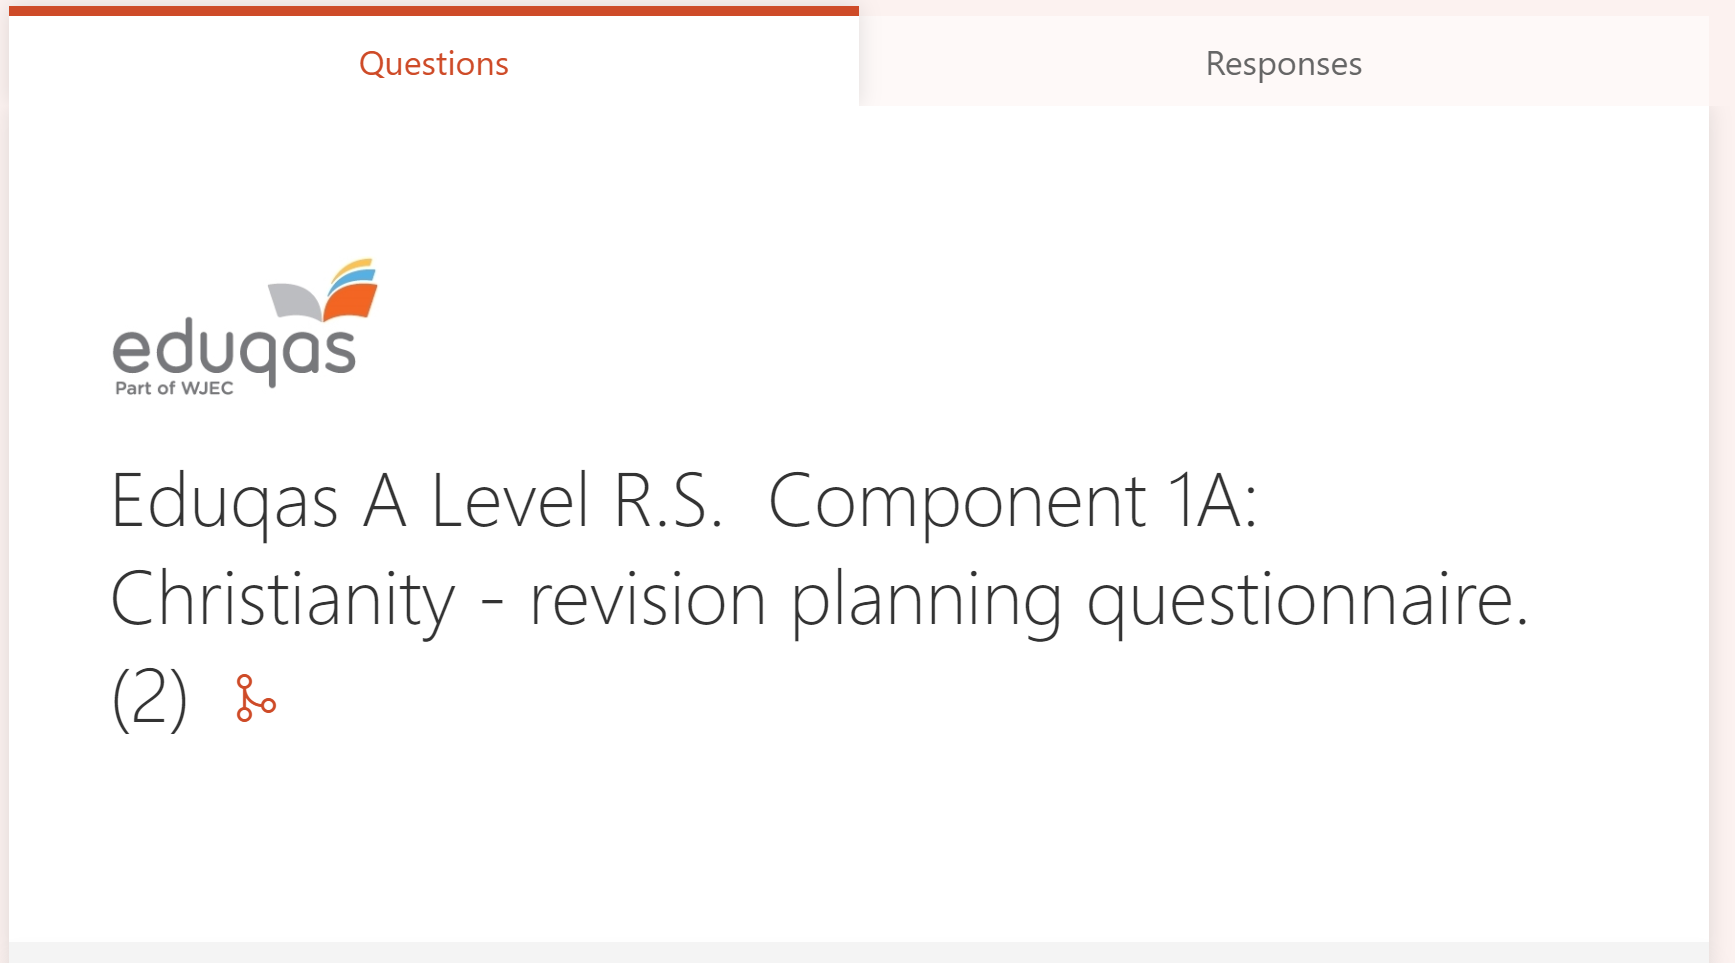 Questions
Responses
eduqas
Part of WJEC
Eduqas A Level R.S.  Component 1A:
Christianity - revision planning questionnaire.
(2)